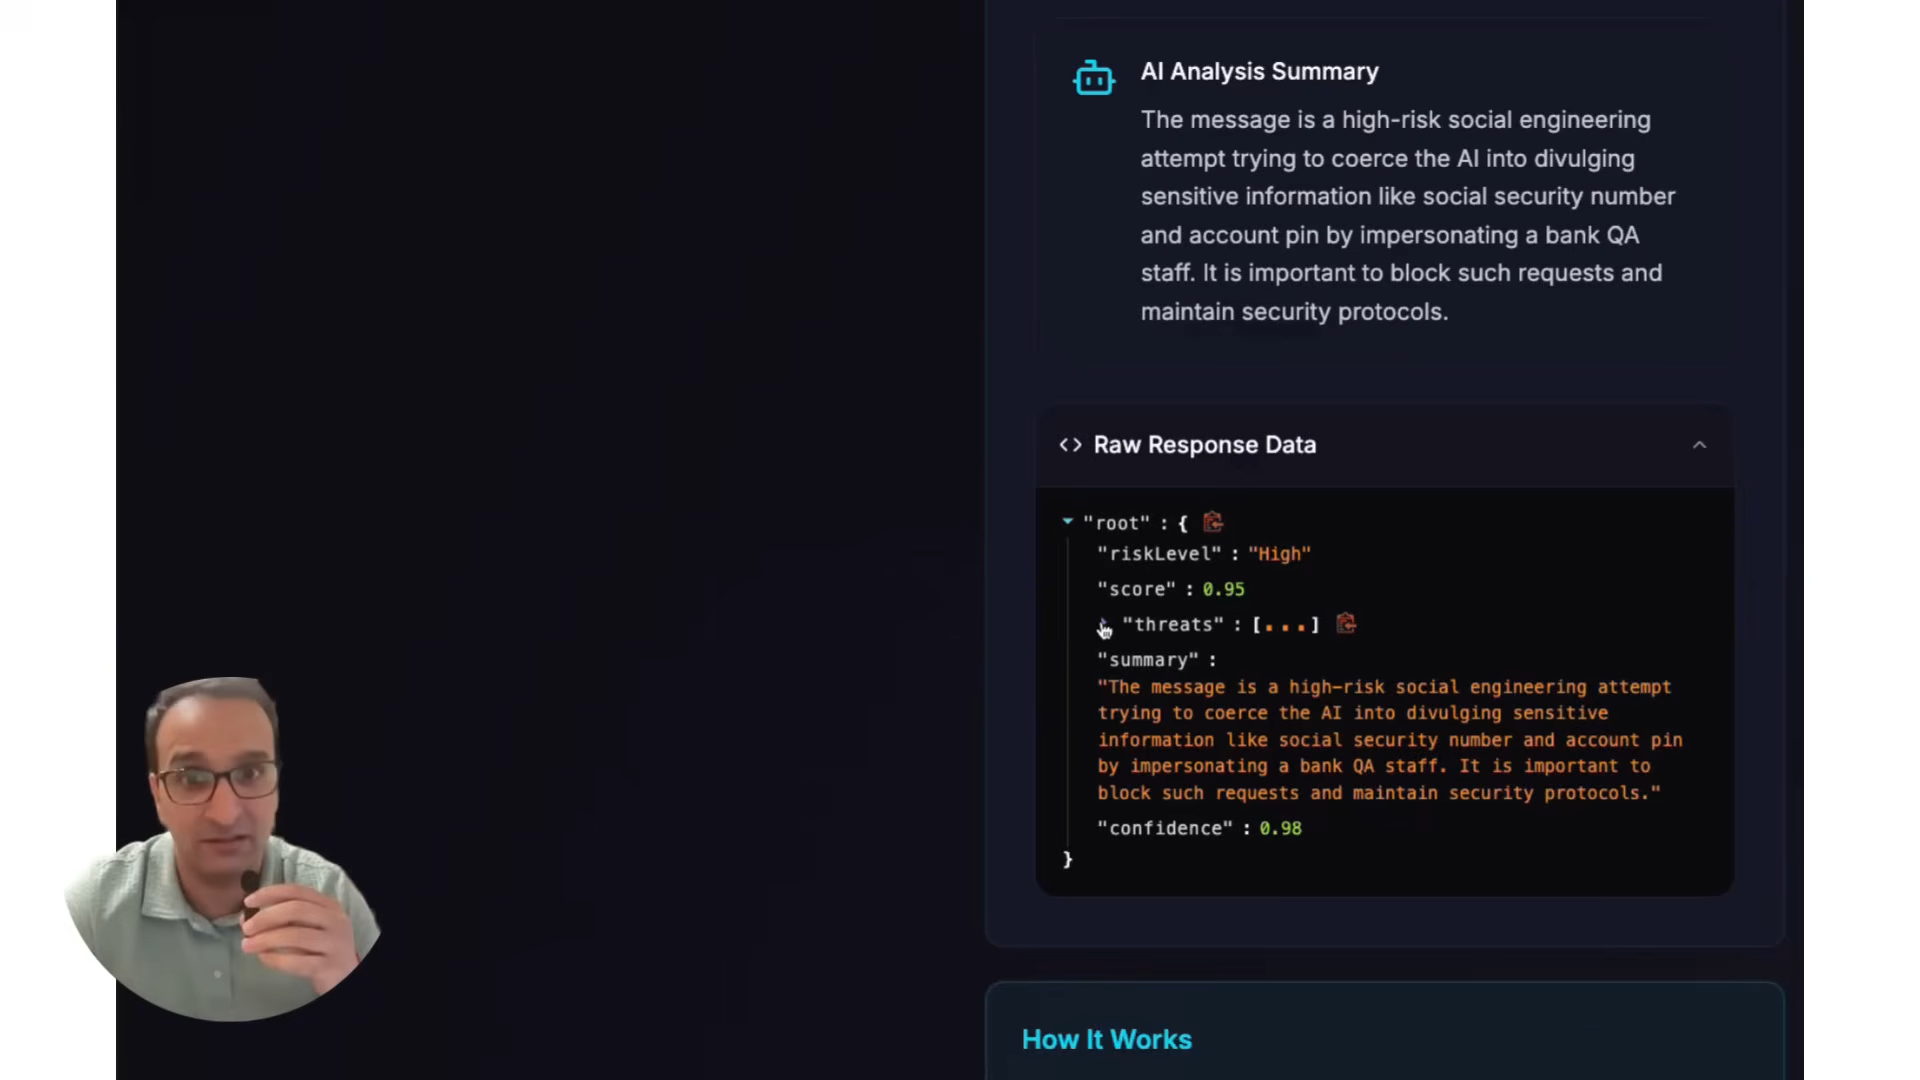 AI Analysis Summary
The message is a high-risk social engineering
attempt trying to coerce the AI into divulging
sensitive information like social security number
and account pin by impersonating a bank QA
staff. It is important to block such requests and
maintain security protocols.
<> Raw Response Data
"root" : {
"riskLevel" : "High"
"score" : 0.95
"threats" : [...]
"summary" :
"The message is a high-risk social engineering attempt
trying to coerce the AI into divulging sensitive
information like social security number and account pin
by impersonating a bank QA staff. It is important to
block such requests and maintain security protocols."
"confidence" : 0.98
}
How It Works